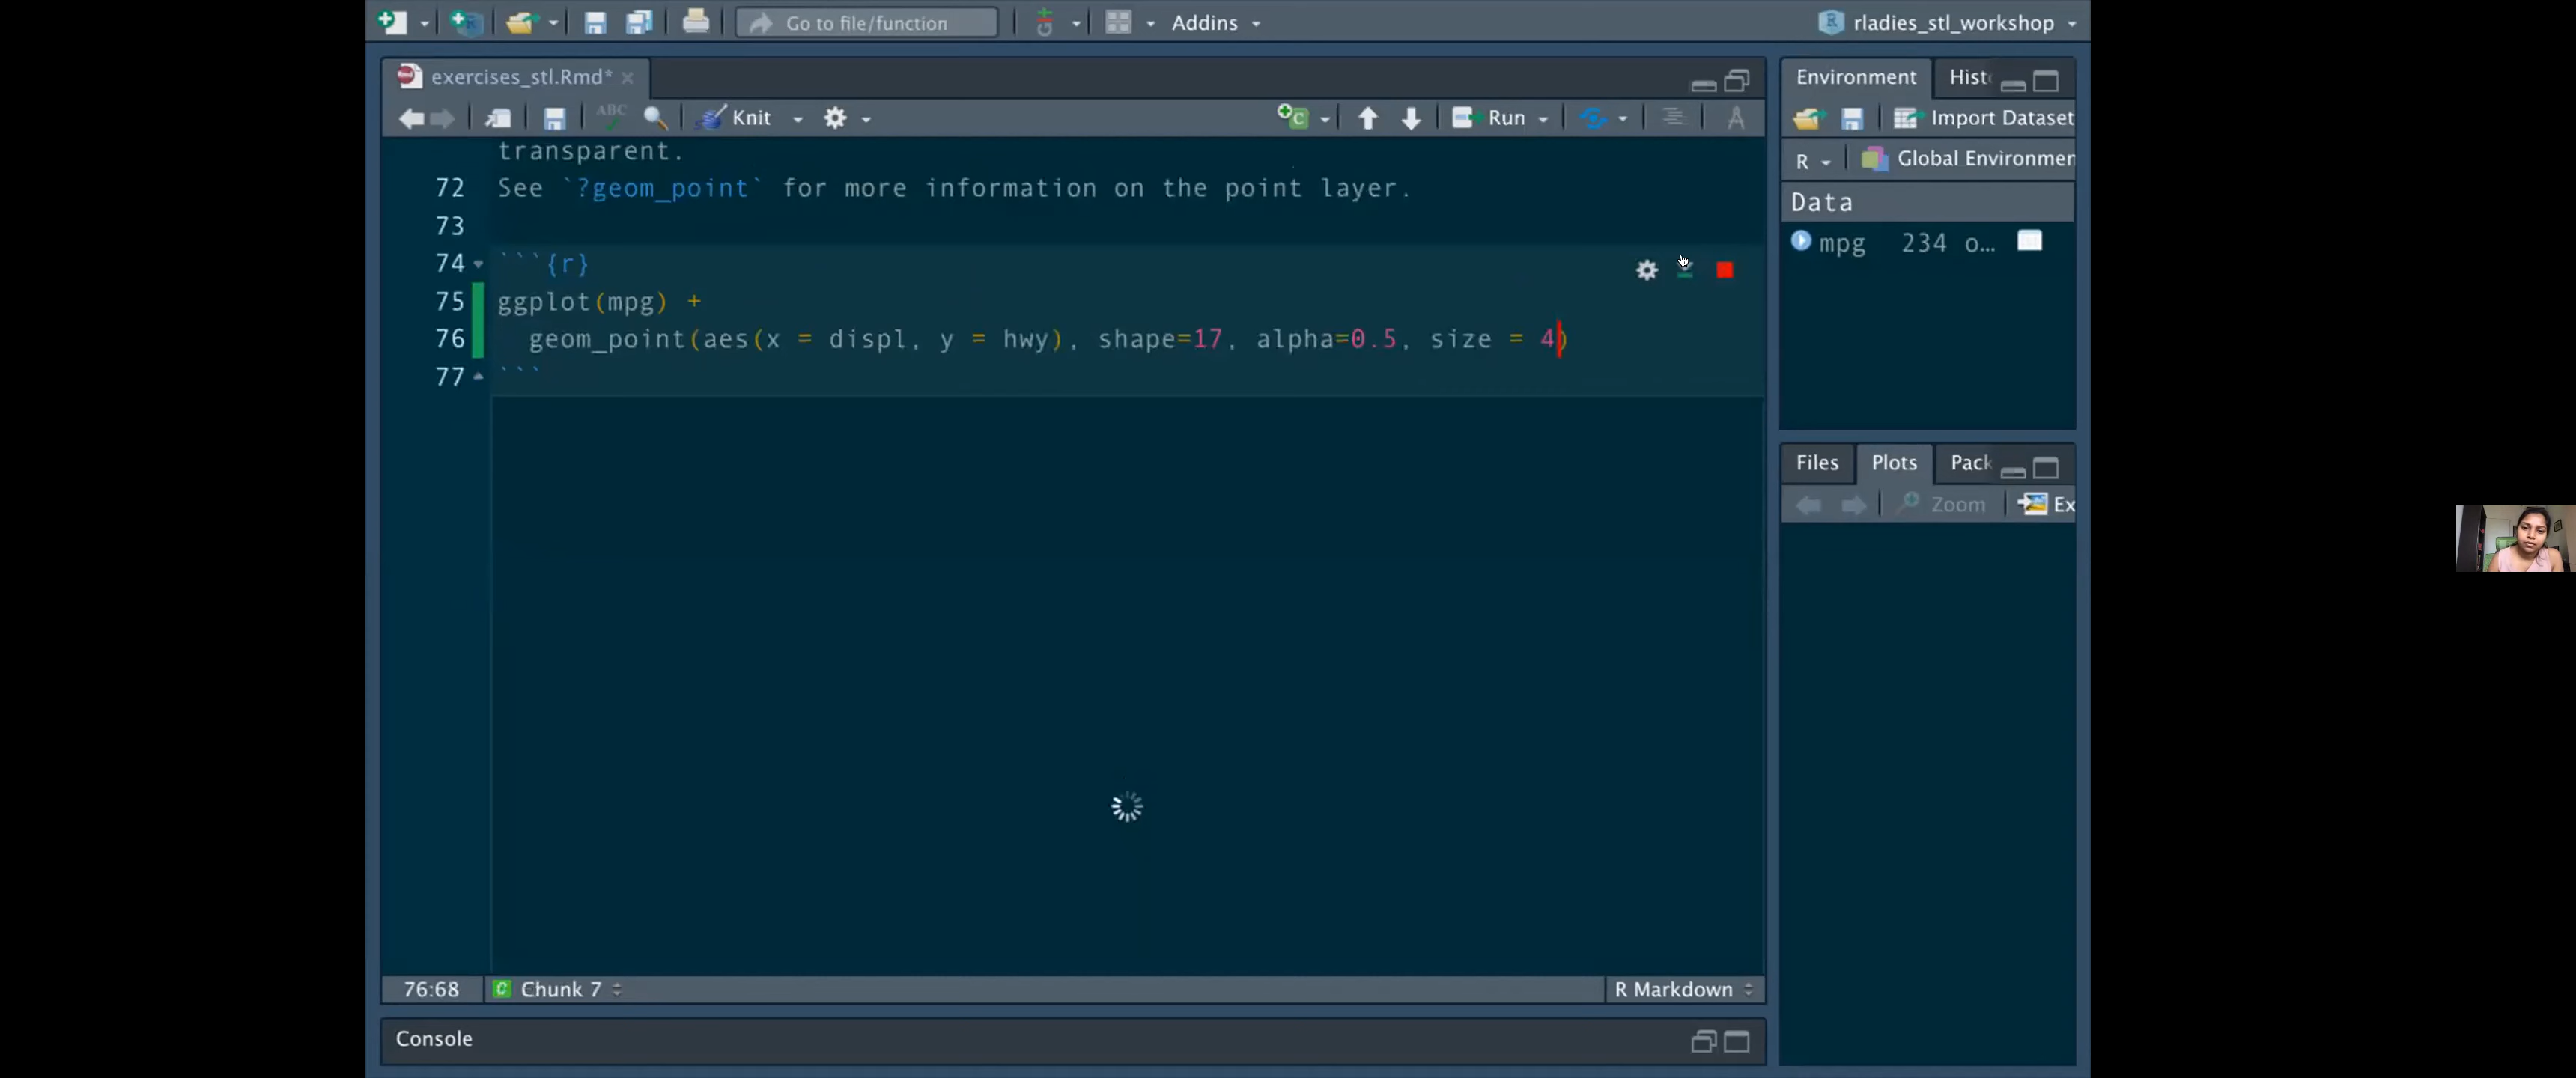 Go to file/function
Addins
rladies_stl_workshop
exercises_stl.Rmd*
ABC
Knit
Run
transparent.
72 See `?geom_point` for more information on the point layer.
73
74 ```{r}
75 ggplot(mpg) +
76 geom_point(aes(x = displ, y = hwy), shape=17, alpha=0.5, size = 4)
77 ```
76:68 Chunk 7 R Markdown
Console
Environment Hist
Import Dataset
R Global Environmen
Data
mpg 234 o...
Files Plots Pack
Zoom Ex